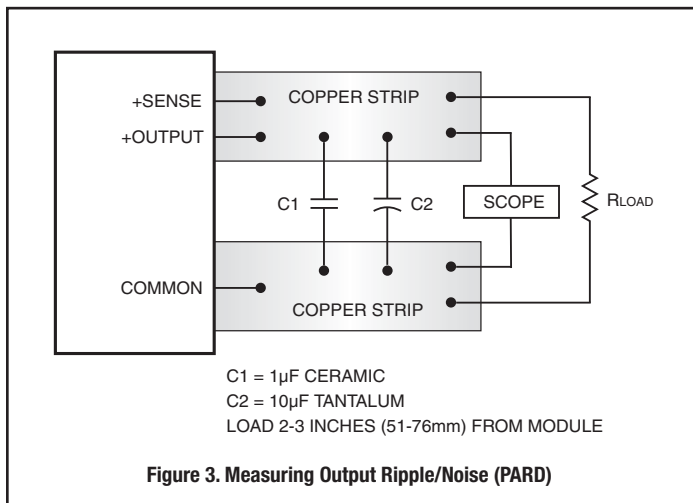 +SENSE
COPPER STRIP
+OUTPUT
C1
C2
SCOPE
RLOAD
COMMON
COPPER STRIP
C1 = 1µF CERAMIC
C2 = 10µF TANTALUM
LOAD 2-3 INCHES (51-76mm) FROM MODULE
Figure 3. Measuring Output Ripple/Noise (PARD)